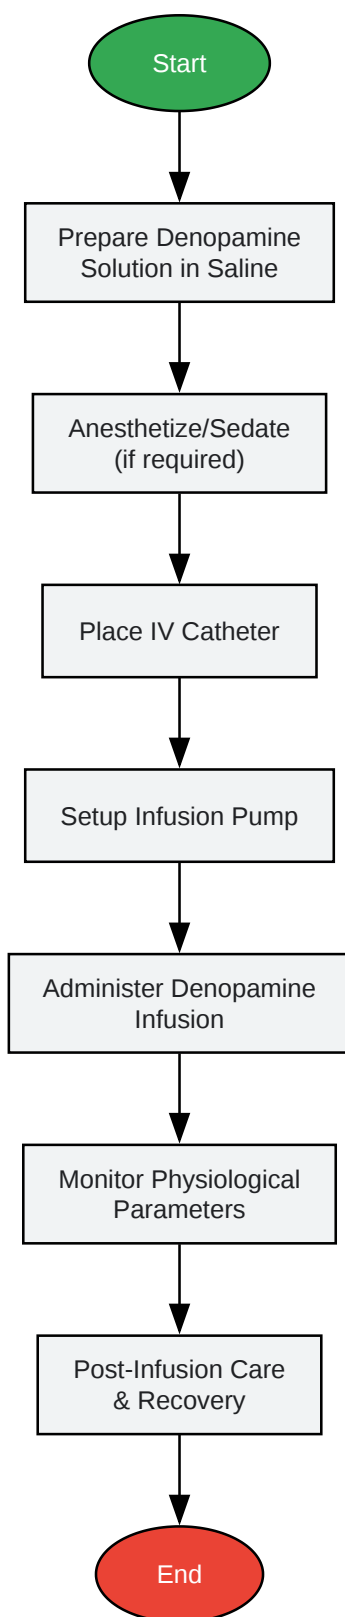 Start
Prepare Denopamine
Solution in Saline
Anesthetize/Sedate
(if required)
Place IV Catheter
Setup Infusion Pump
Administer Denopamine
Infusion
Monitor Physiological
Parameters
Post-Infusion Care
& Recovery
End